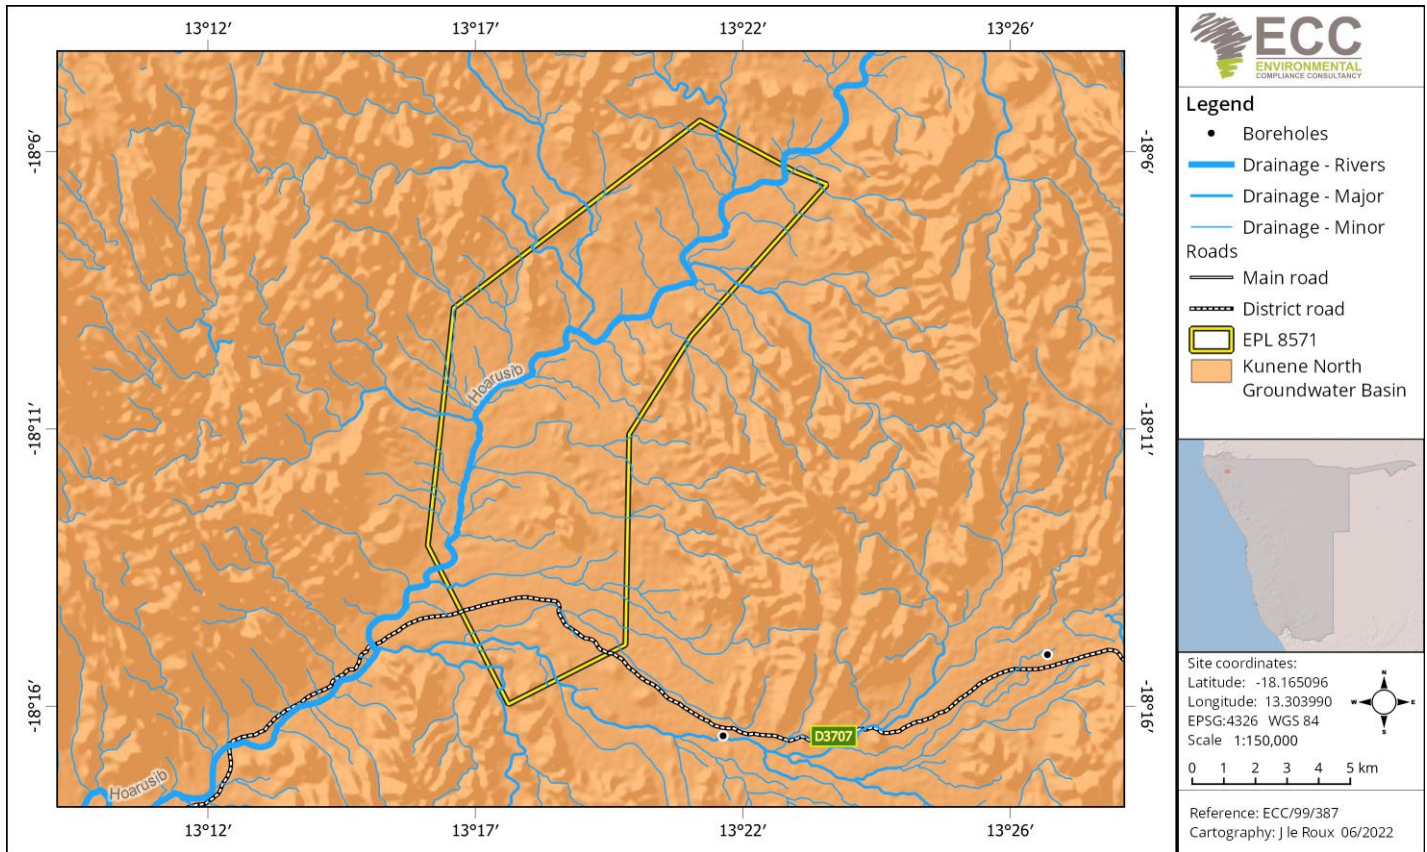 13°12′ 13°17′ 13°22′ 13°26′
-18°6′ -18°6′
-18°11′ -18°11′
-18°16′ -18°16′
Hoarusib
D3707
Hoarusib
13°12′ 13°17′ 13°22′ 13°26′
ECC
ENVIRONMENTAL
COMPLIANCE CONSULTANCY
Legend
Boreholes
Drainage - Rivers
Drainage - Major
Drainage - Minor
Roads
Main road
District road
EPL 8571
Kunene North
Groundwater Basin
Site coordinates:
Latitude: -18.165096
Longitude: 13.303990
EPSG:4326 WGS 84
Scale 1:150,000
N
W E
S
0 1 2 3 4 5 km
Reference: ECC/99/387
Cartography: J le Roux 06/2022